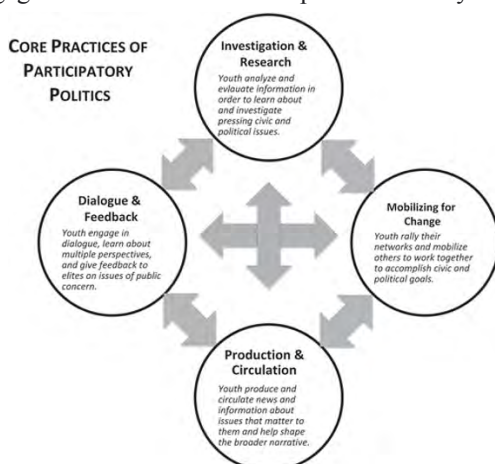 CORE PRACTICES OF
PARTICIPATORY
POLITICS
Investigation &
Research
Youth analyze and
evlauate information in
order to learn about
and investigate
pressing civic and
political issues.
Dialogue &
Feedback
Youth engage in
dialogue, learn about
multiple perspectives,
and give feedback to
elites on issues of public
concern.
Mobilizing for
Change
Youth rally their
networks and mobilize
others to work together
to accomplish civic and
political goals.
Production &
Circulation
Youth produce and
circulate news and
information about
issues that matter to
them and help shape
the broader narrative.